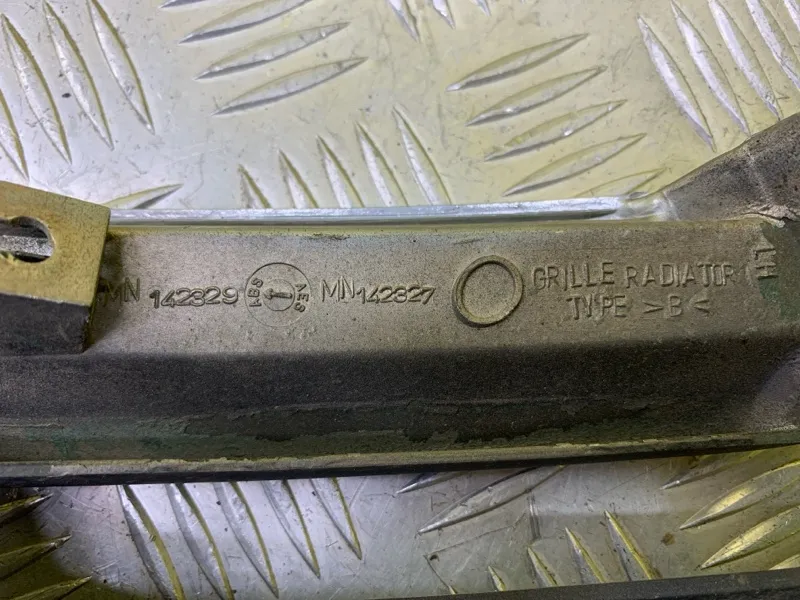 MN 142329
MN 142327
GRILLE RADIATOR
TYPE >B<
LH